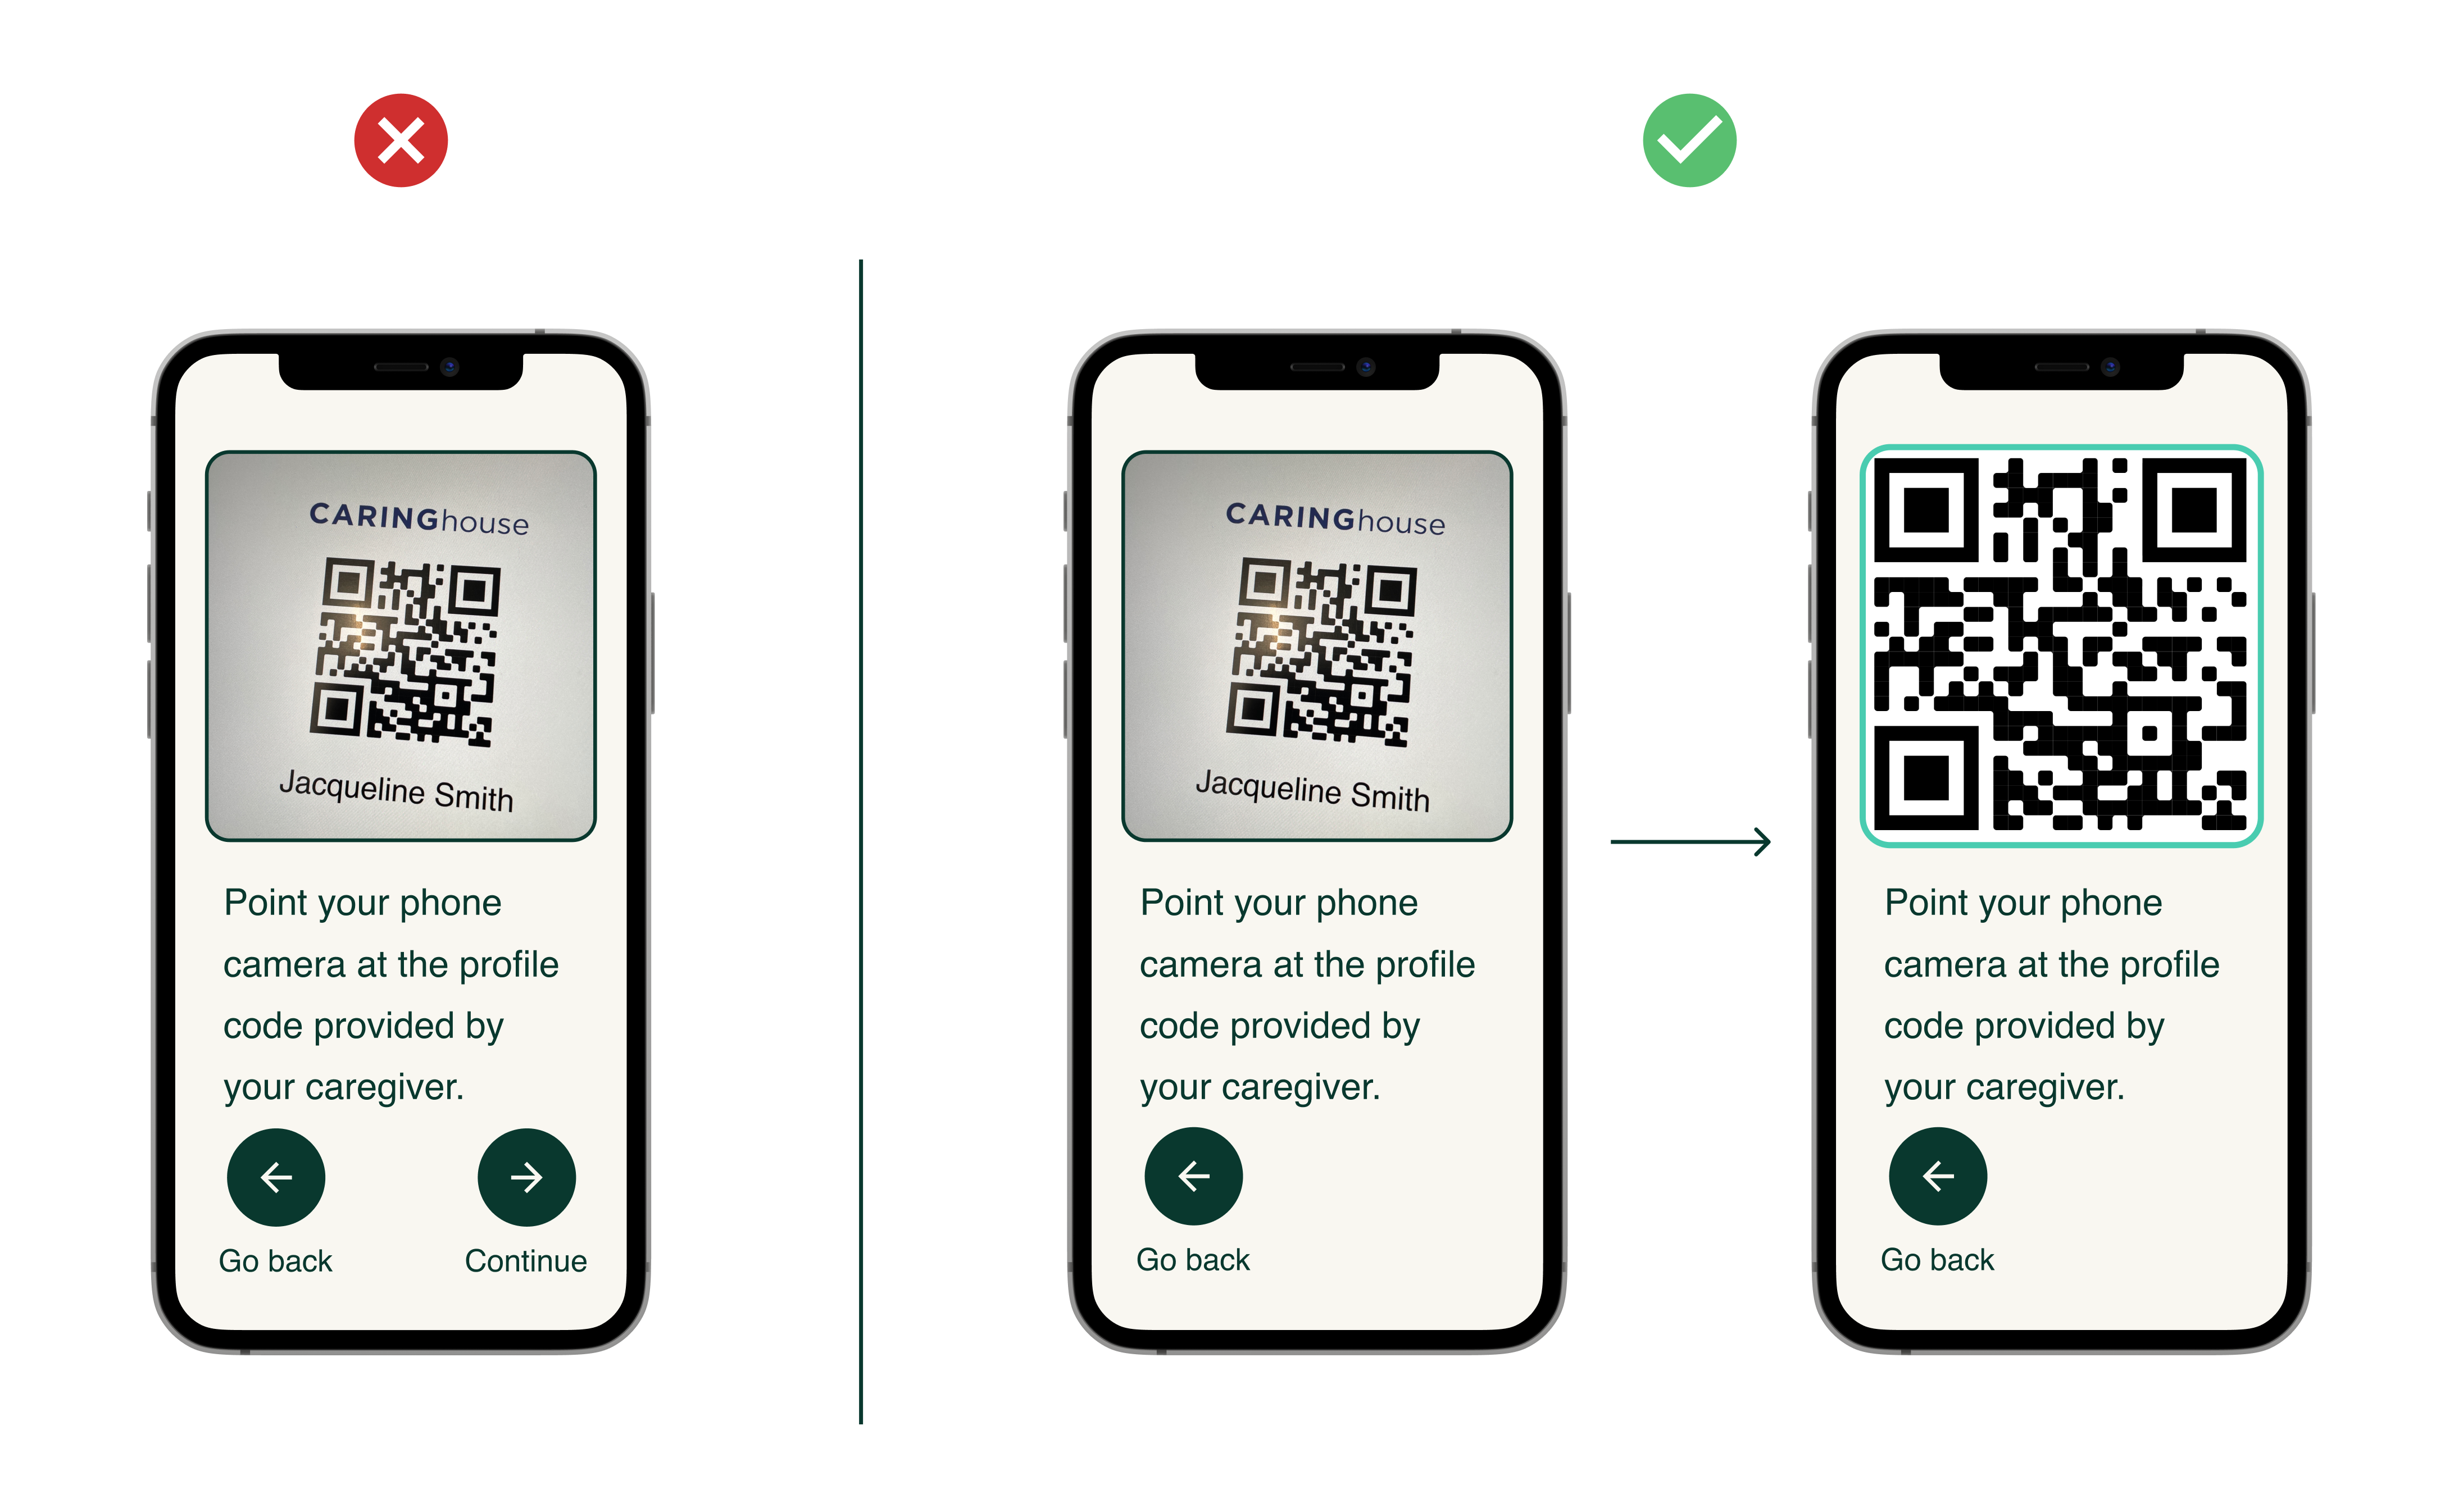 CARINGhouse
Jacqueline Smith
Point your phone
camera at the profile
code provided by
your caregiver.
Go back
Continue
CARINGhouse
Jacqueline Smith
Point your phone
camera at the profile
code provided by
your caregiver.
Go back
Point your phone
camera at the profile
code provided by
your caregiver.
Go back